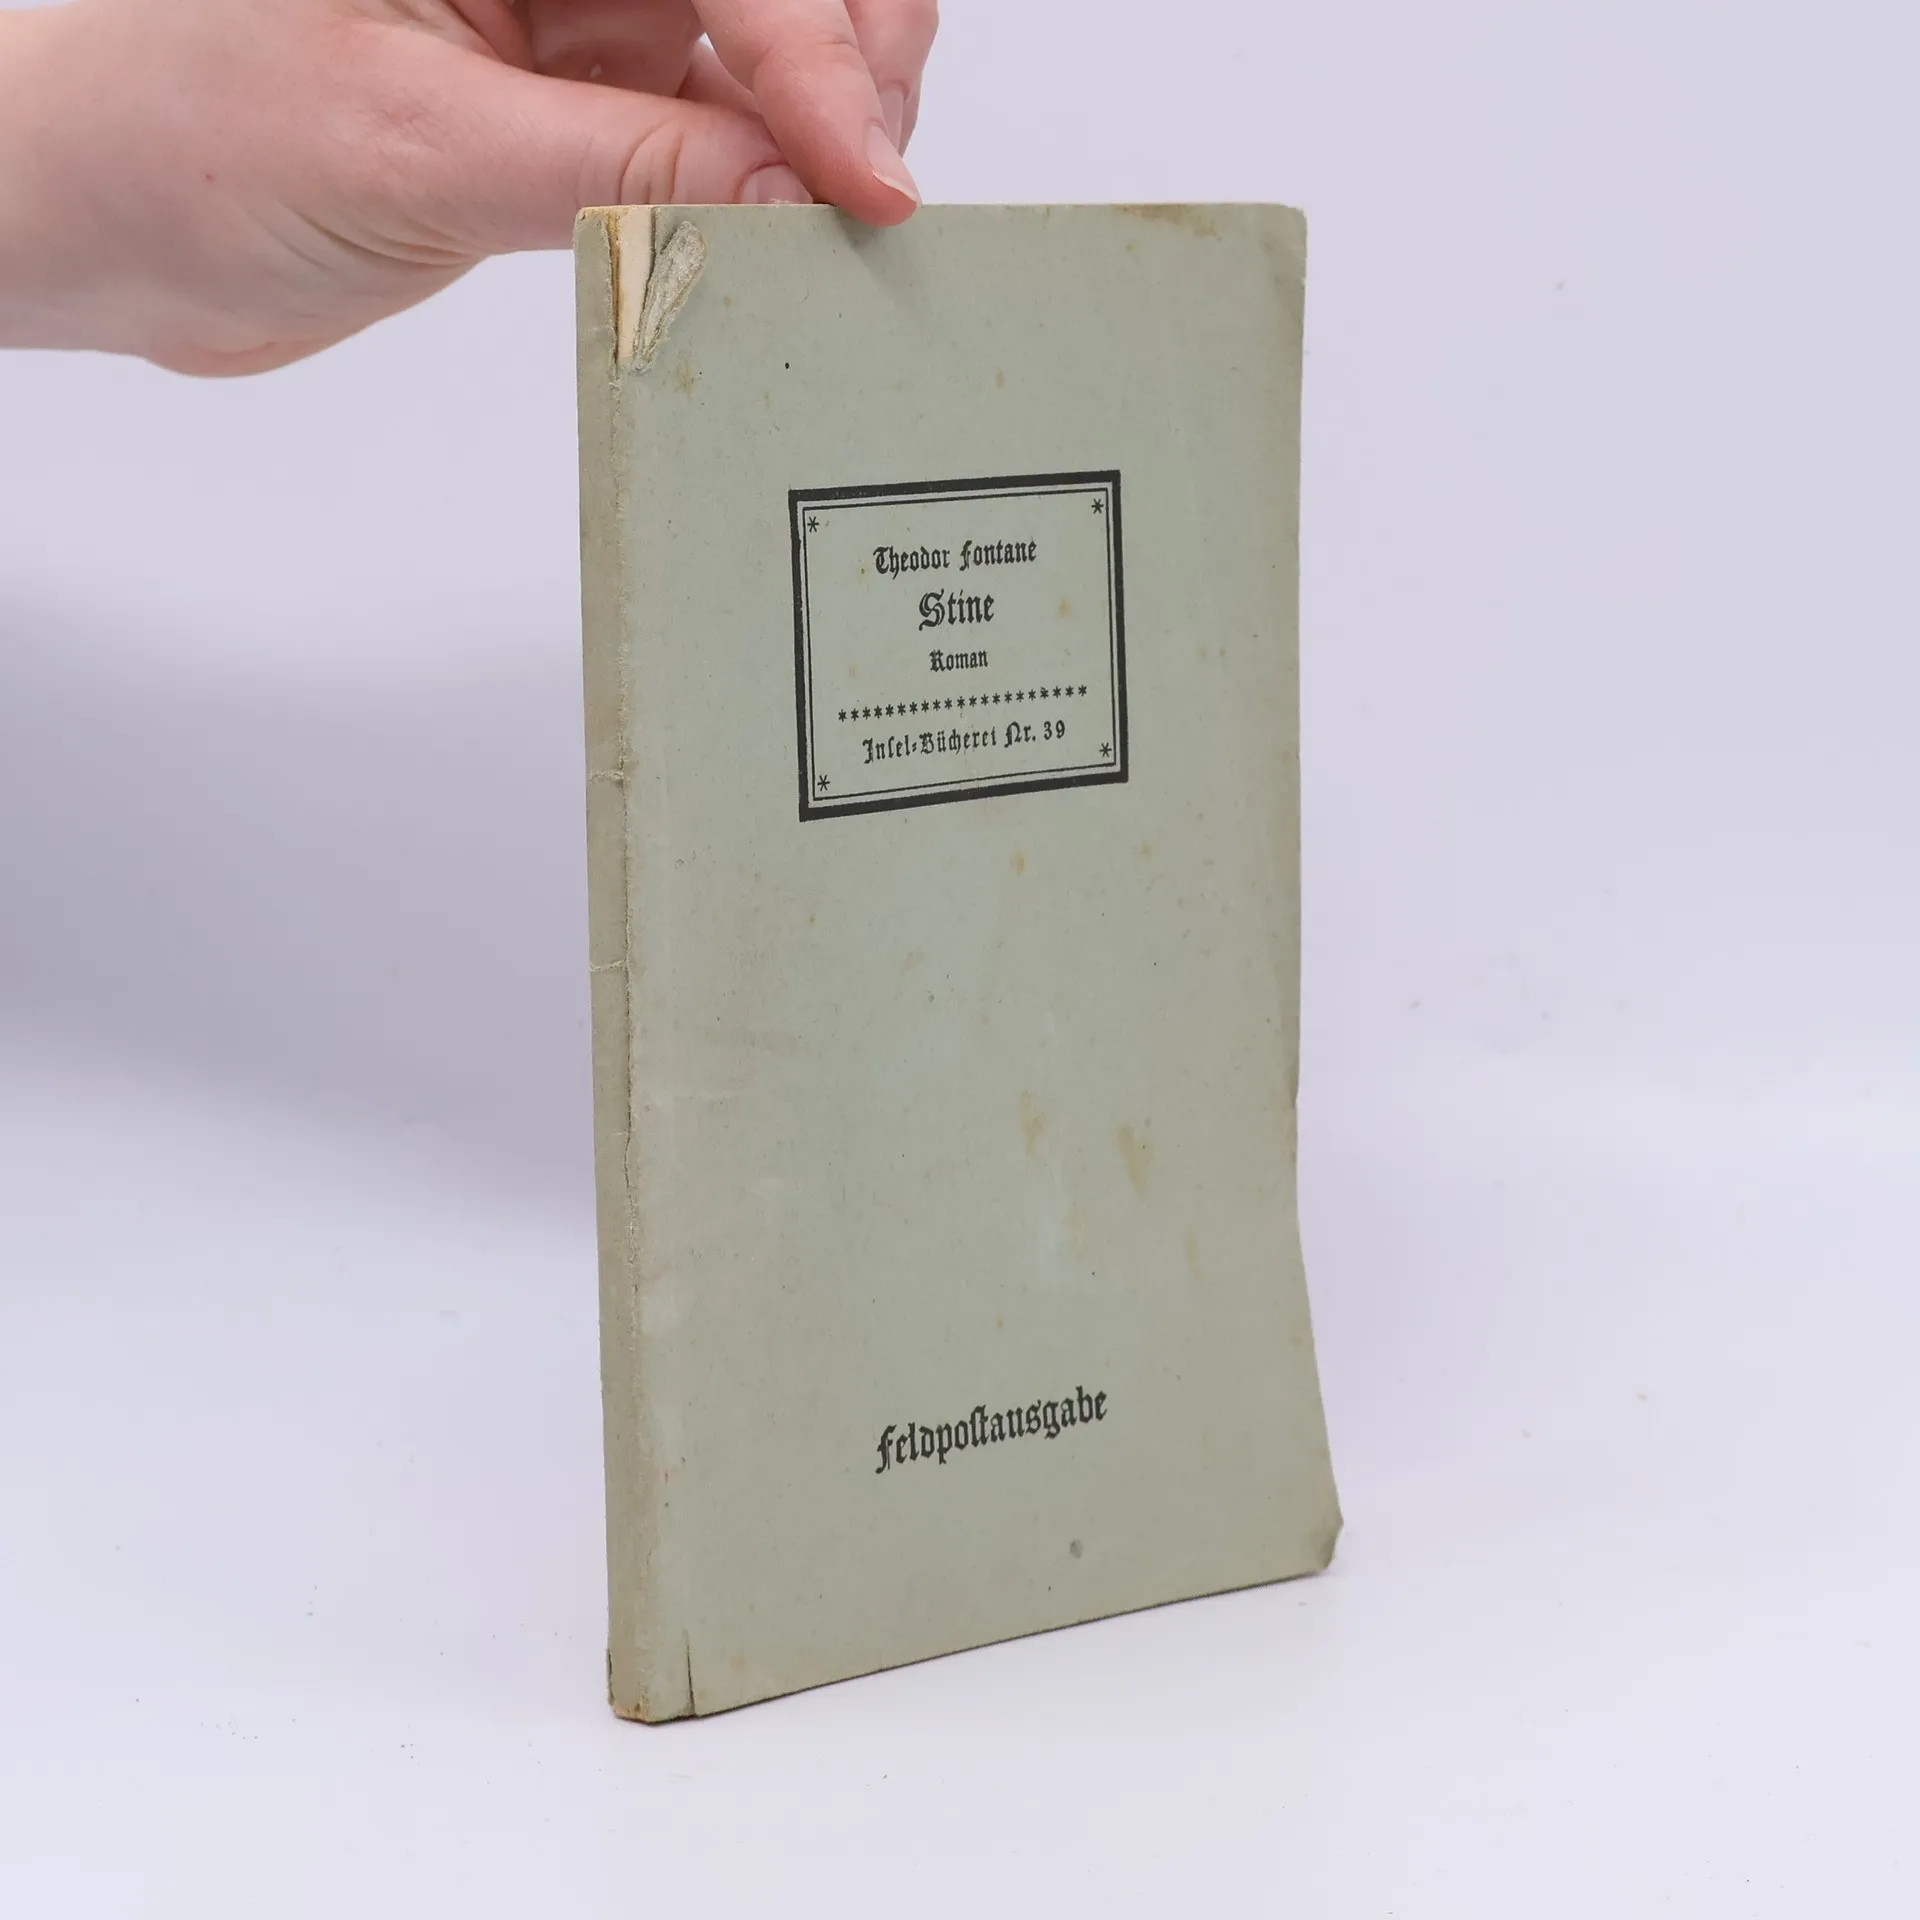 Theodor Fontane
Stine
Roman
*********************
Insel-Bücherei Nr. 39
Feldpostausgabe